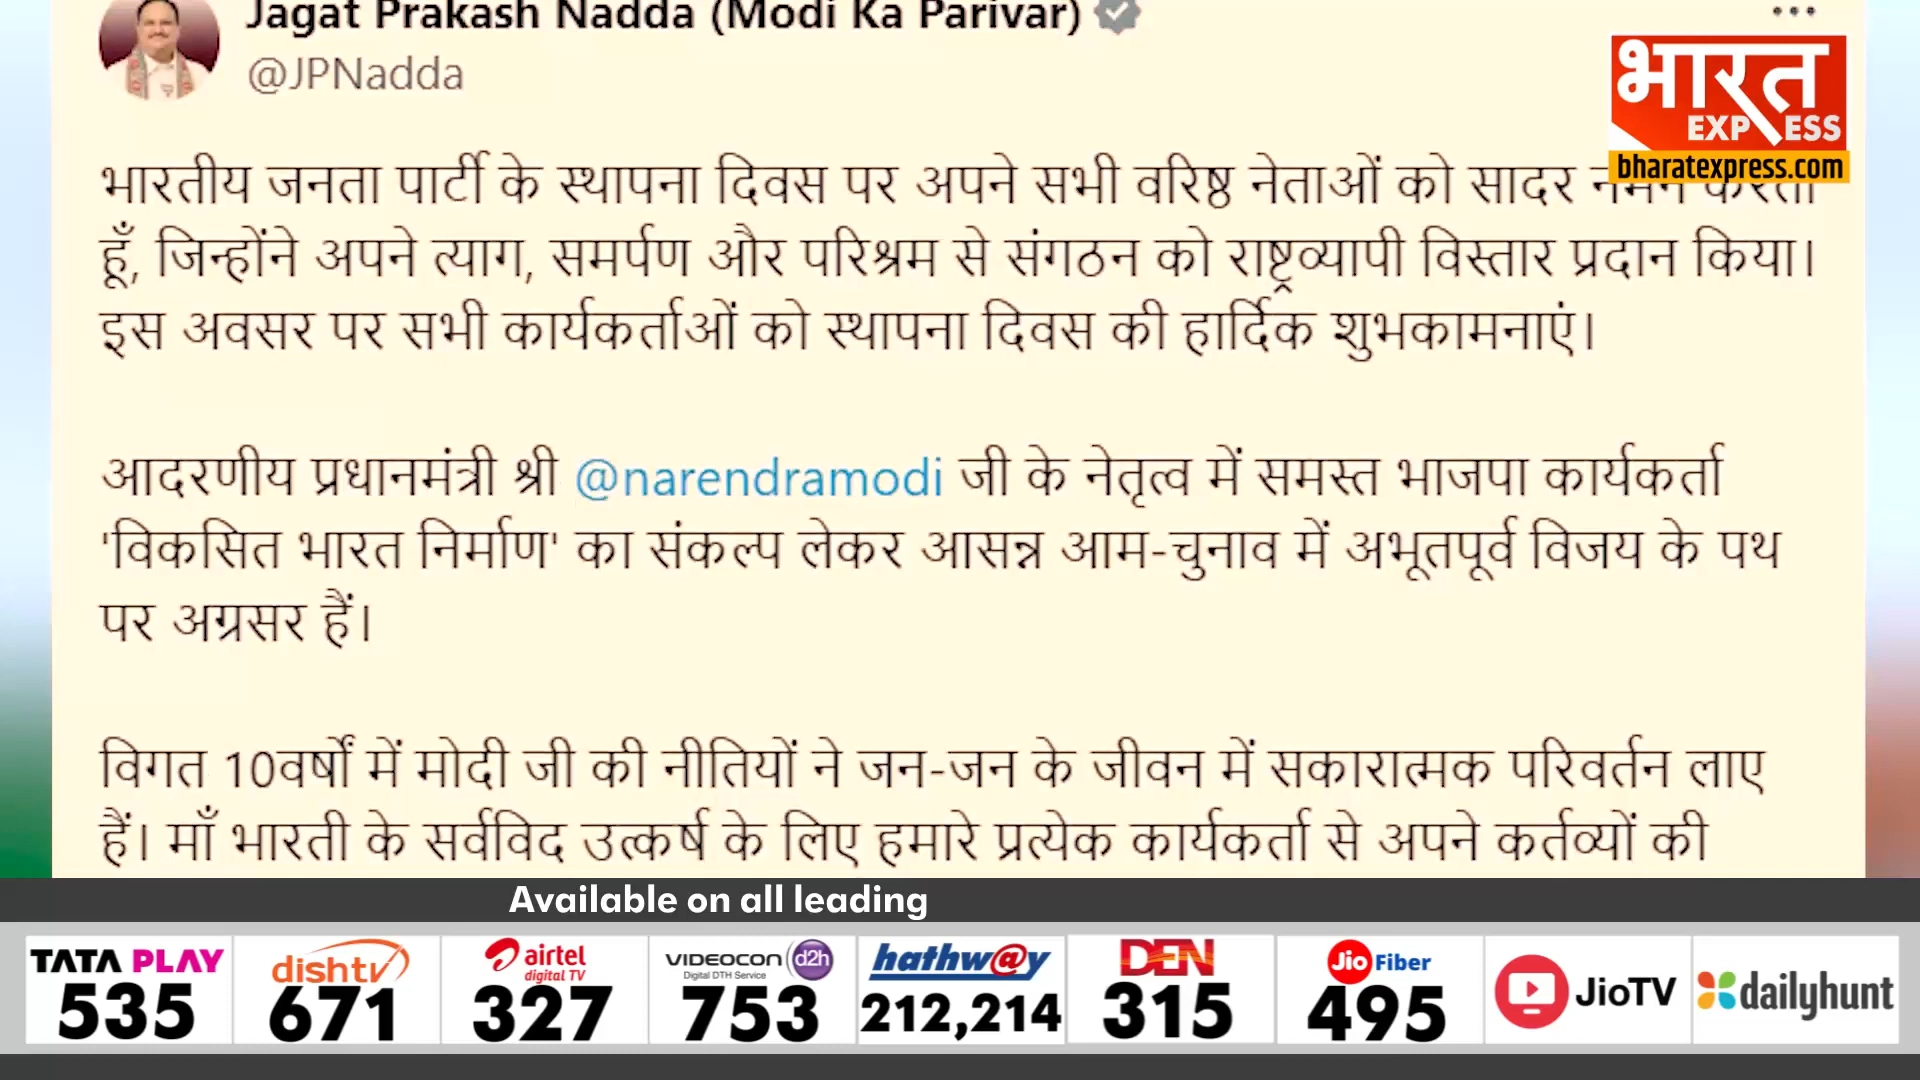 Jagat Prakash Nadda (Modi Ka Parivar)
@JPNadda
भारत
EXPRESS
bharatexpress.com
भारतीय जनता पार्टी के स्थापना दिवस पर अपने सभी वरिष्ठ नेताओं को सादर नमन करता
हूँ, जिन्होंने अपने त्याग, समर्पण और परिश्रम से संगठन को राष्ट्रव्यापी विस्तार प्रदान किया।
इस अवसर पर सभी कार्यकर्ताओं को स्थापना दिवस की हार्दिक शुभकामनाएं।
आदरणीय प्रधानमंत्री श्री @narendramodi जी के नेतृत्व में समस्त भाजपा कार्यकर्ता
'विकसित भारत निर्माण' का संकल्प लेकर आसन्न आम-चुनाव में अभूतपूर्व विजय के पथ
पर अग्रसर हैं।
विगत 10वर्षों में मोदी जी की नीतियों ने जन-जन के जीवन में सकारात्मक परिवर्तन लाए
हैं। माँ भारती के सर्वविद उत्कर्ष के लिए हमारे प्रत्येक कार्यकर्ता से अपने कर्तव्यों की
Available on all leading
TATA PLAY
535
dishtv
671
airtel
digital TV
327
VIDEOCON d2h
Digital DTH Service
753
hathw@y
212,214
DEN
315
Jio Fiber
495
JioTV
dailyhunt